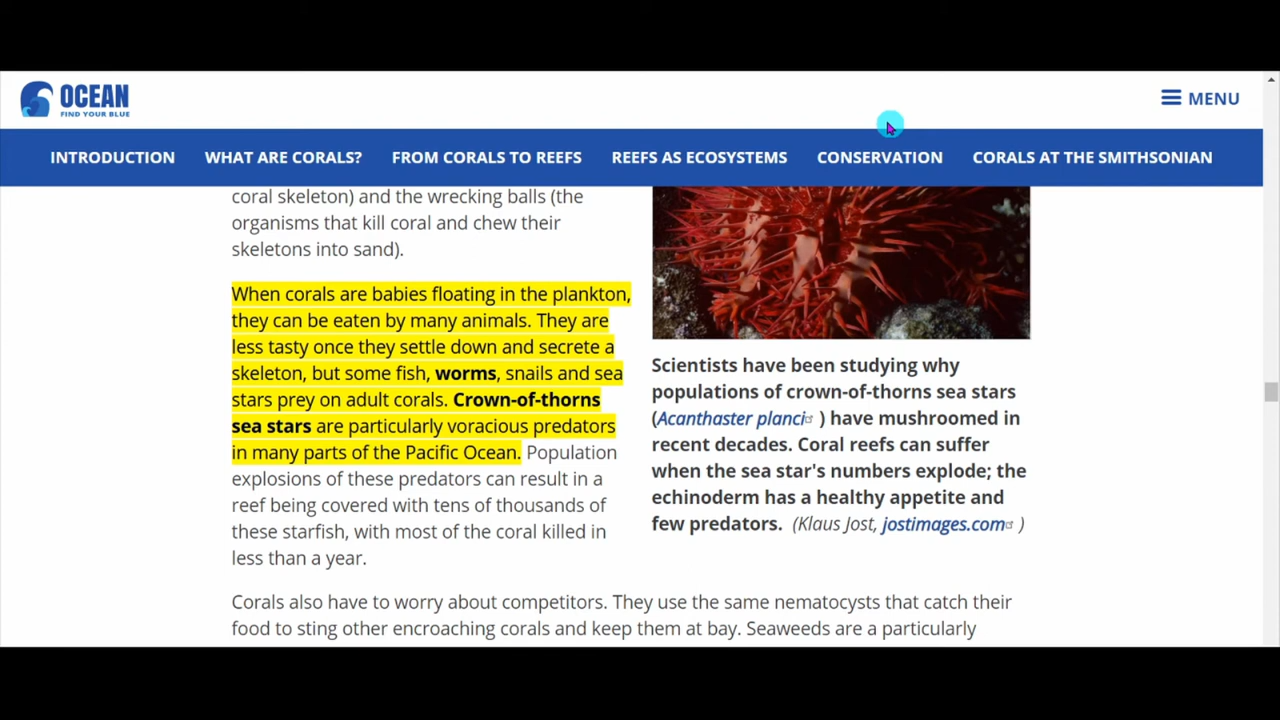 OCEAN
FIND YOUR BLUE
MENU
INTRODUCTION WHAT ARE CORALS? FROM CORALS TO REEFS REEFS AS ECOSYSTEMS CONSERVATION CORALS AT THE SMITHSONIAN
coral skeleton) and the wrecking balls (the
organisms that kill coral and chew their
skeletons into sand).
When corals are babies floating in the plankton,
they can be eaten by many animals. They are
less tasty once they settle down and secrete a
skeleton, but some fish, worms, snails and sea
stars prey on adult corals. Crown-of-thorns
sea stars are particularly voracious predators
in many parts of the Pacific Ocean. Population
explosions of these predators can result in a
reef being covered with tens of thousands of
these starfish, with most of the coral killed in
less than a year.
Scientists have been studying why
populations of crown-of-thorns sea stars
(Acanthaster planci ) have mushroomed in
recent decades. Coral reefs can suffer
when the sea star's numbers explode; the
echinoderm has a healthy appetite and
few predators. (Klaus Jost, jostimages.com )
Corals also have to worry about competitors. They use the same nematocysts that catch their
food to sting other encroaching corals and keep them at bay. Seaweeds are a particularly